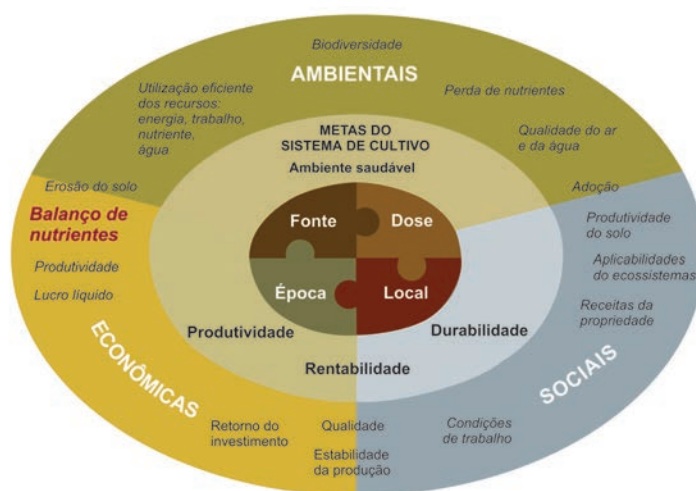 Biodiversidade
AMBIENTAIS
Utilização eficiente
dos recursos:
energia, trabalho,
nutriente,
água
Perda de nutrientes
Qualidade do ar
e da água
Erosão do solo
Adoção
METAS DO
SISTEMA DE CULTIVO
Ambiente saudável
Fonte
Dose
Época
Local
Produtividade
Rentabilidade
Durabilidade
Balanço de
nutrientes
Produtividade
Lucro líquido
ECONÔMICAS
Retorno do
investimento
Qualidade
Estabilidade
da produção
Produtividade
do solo
Aplicabilidades
do ecossistemas
Receitas da
propriedade
SOCIAIS
Condições
de trabalho